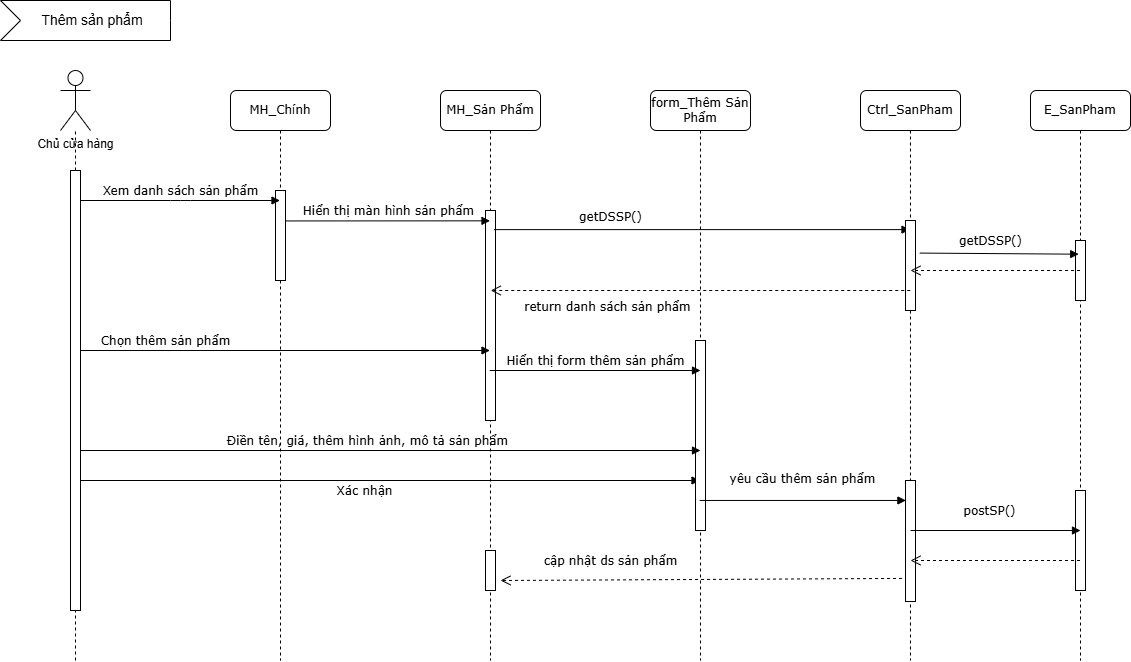 Thêm sản phẩm
Chủ cửa hàng
MH_Chính
MH_Sản Phẩm
form_Thêm Sản
Phẩm
Ctrl_SanPham
E_SanPham
Xem danh sách sản phẩm
Hiển thị màn hình sản phẩm
getDSSP()
getDSSP()
return danh sách sản phẩm
Chọn thêm sản phẩm
Hiển thị form thêm sản phẩm
Điền tên, giá, thêm hình ảnh, mô tả sản phẩm
yêu cầu thêm sản phẩm
Xác nhận
postSP()
cập nhật ds sản phẩm